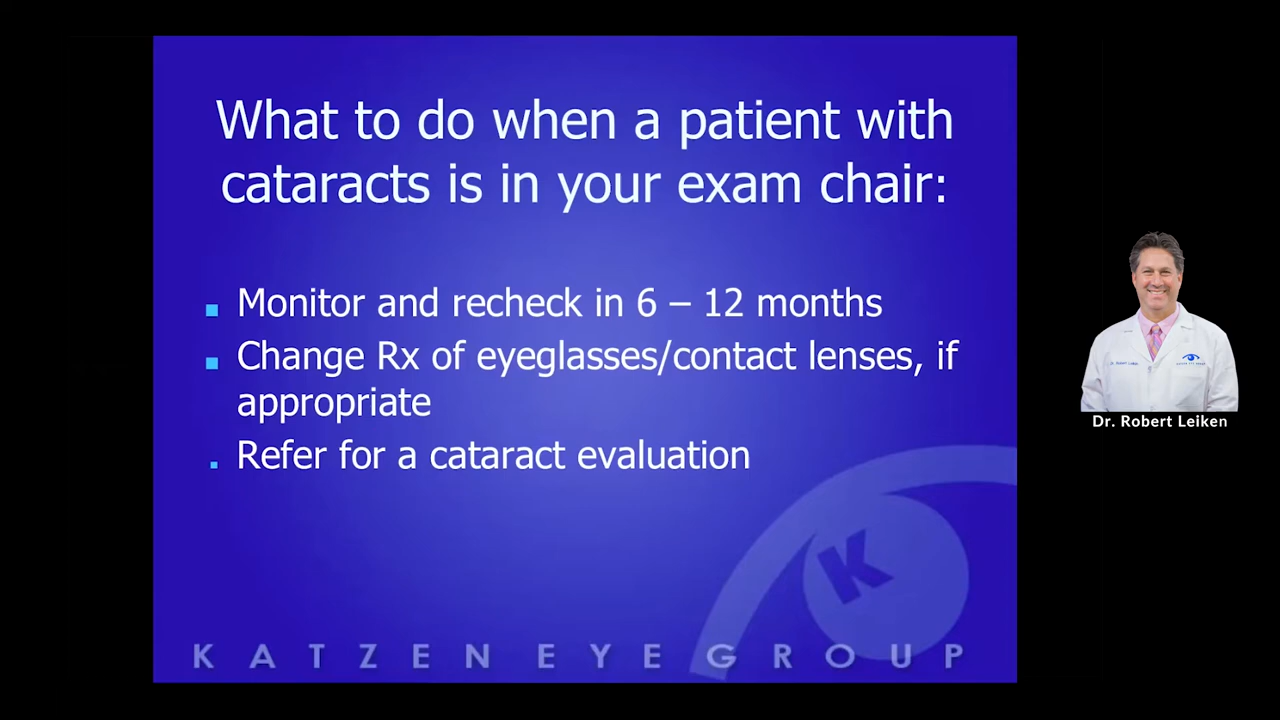 What to do when a patient with
cataracts is in your exam chair:
Monitor and recheck in 6 – 12 months
Change Rx of eyeglasses/contact lenses, if
appropriate
Refer for a cataract evaluation
K
KATZEN EYE GROUP
Dr. Robert Leiken